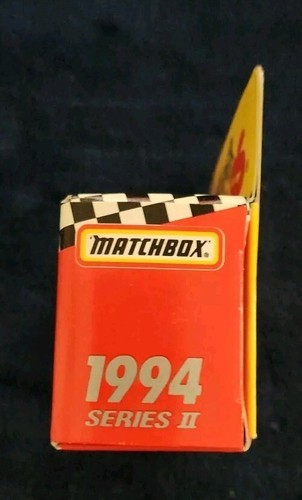 MATCHBOX®
1994
SERIES II